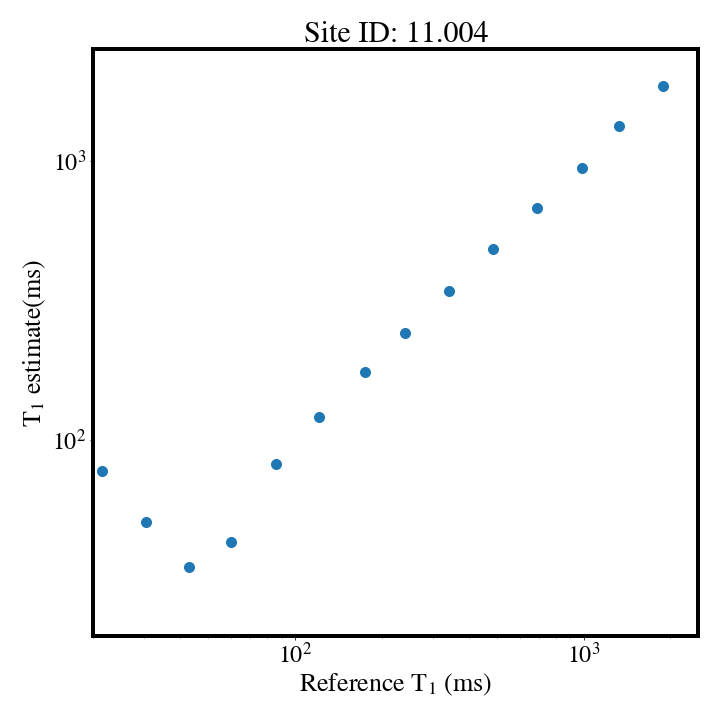 Site ID: 11.004
T₁ estimate(ms)
10³
10²
10²
10³
Reference T₁ (ms)